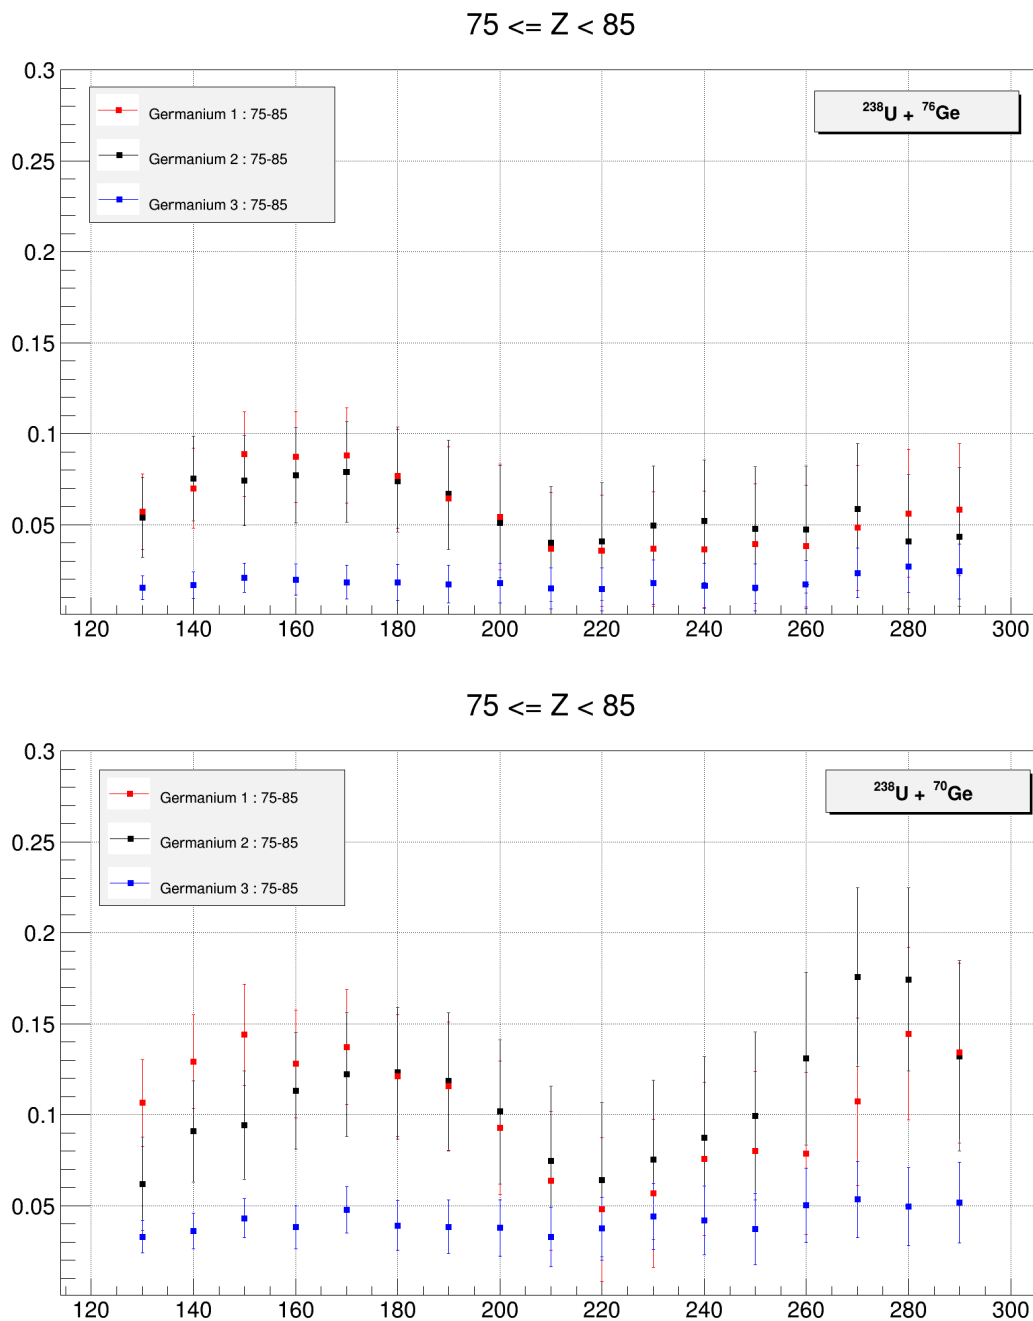 75 <= Z < 85
0.3
0.25
0.2
0.15
0.1
0.05
Germanium 1 : 75-85
Germanium 2 : 75-85
Germanium 3 : 75-85
²³⁸U + ⁷⁶Ge
120 140 160 180 200 220 240 260 280 300
75 <= Z < 85
0.3
0.25
0.2
0.15
0.1
0.05
Germanium 1 : 75-85
Germanium 2 : 75-85
Germanium 3 : 75-85
²³⁸U + ⁷⁰Ge
120 140 160 180 200 220 240 260 280 300